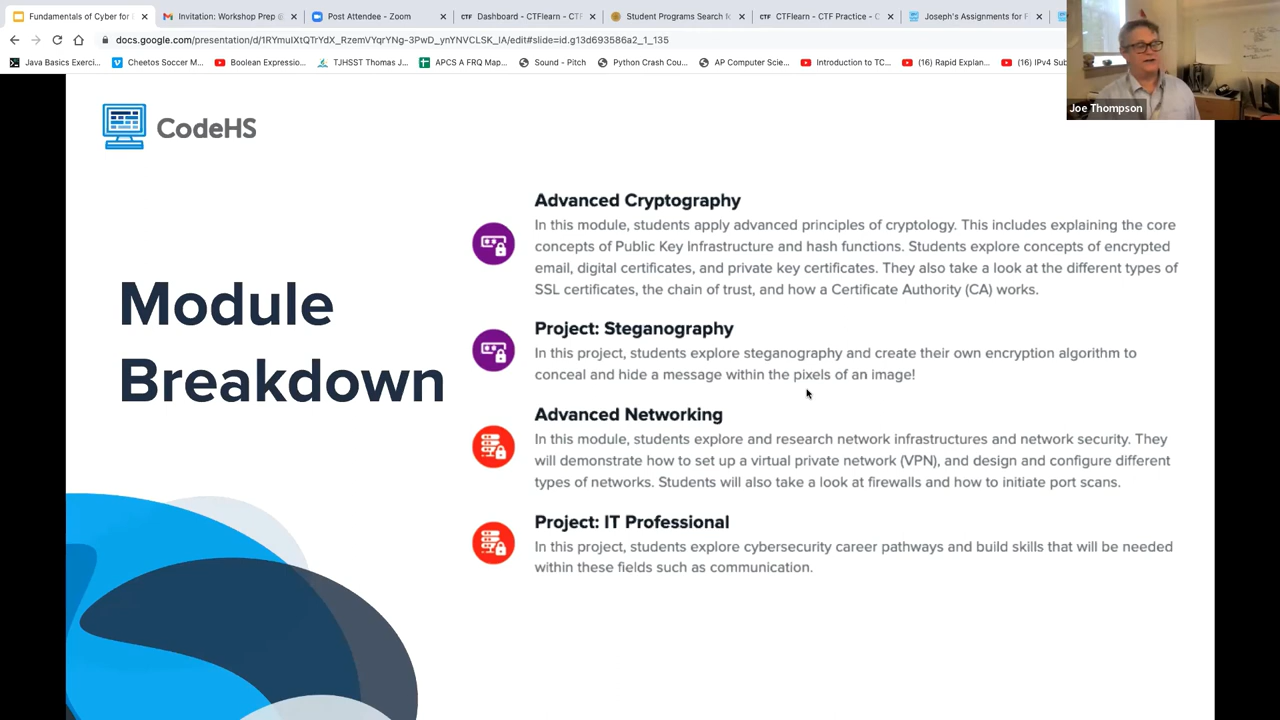 Fundamentals of Cyber for
Invitation: Workshop Prep @
Post Attendee - Zoom
CTF Dashboard - CTFlearn - CTF
Student Programs Search fo
CTF CTFlearn - CTF Practice - C
Joseph's Assignments for F
docs.google.com/presentation/d/1RYmuIXtQTrYdX_RzemVYqrYNg-3PwD_ynYNVCLSK_IA/edit#slide=id.g13d693586a2_1_135
Java Basics Exerci...
Cheetos Soccer M...
Boolean Expressio...
TJHSST Thomas J...
APCS A FRQ Map...
Sound - Pitch
Python Crash Cou...
AP Computer Scie...
Introduction to TC...
(16) Rapid Explan...
(16) IPv4 Sub
Joe Thompson
CodeHS
Module
Breakdown
Advanced Cryptography
In this module, students apply advanced principles of cryptology. This includes explaining the core
concepts of Public Key Infrastructure and hash functions. Students explore concepts of encrypted
email, digital certificates, and private key certificates. They also take a look at the different types of
SSL certificates, the chain of trust, and how a Certificate Authority (CA) works.
Project: Steganography
In this project, students explore steganography and create their own encryption algorithm to
conceal and hide a message within the pixels of an image!
Advanced Networking
In this module, students explore and research network infrastructures and network security. They
will demonstrate how to set up a virtual private network (VPN), and design and configure different
types of networks. Students will also take a look at firewalls and how to initiate port scans.
Project: IT Professional
In this project, students explore cybersecurity career pathways and build skills that will be needed
within these fields such as communication.